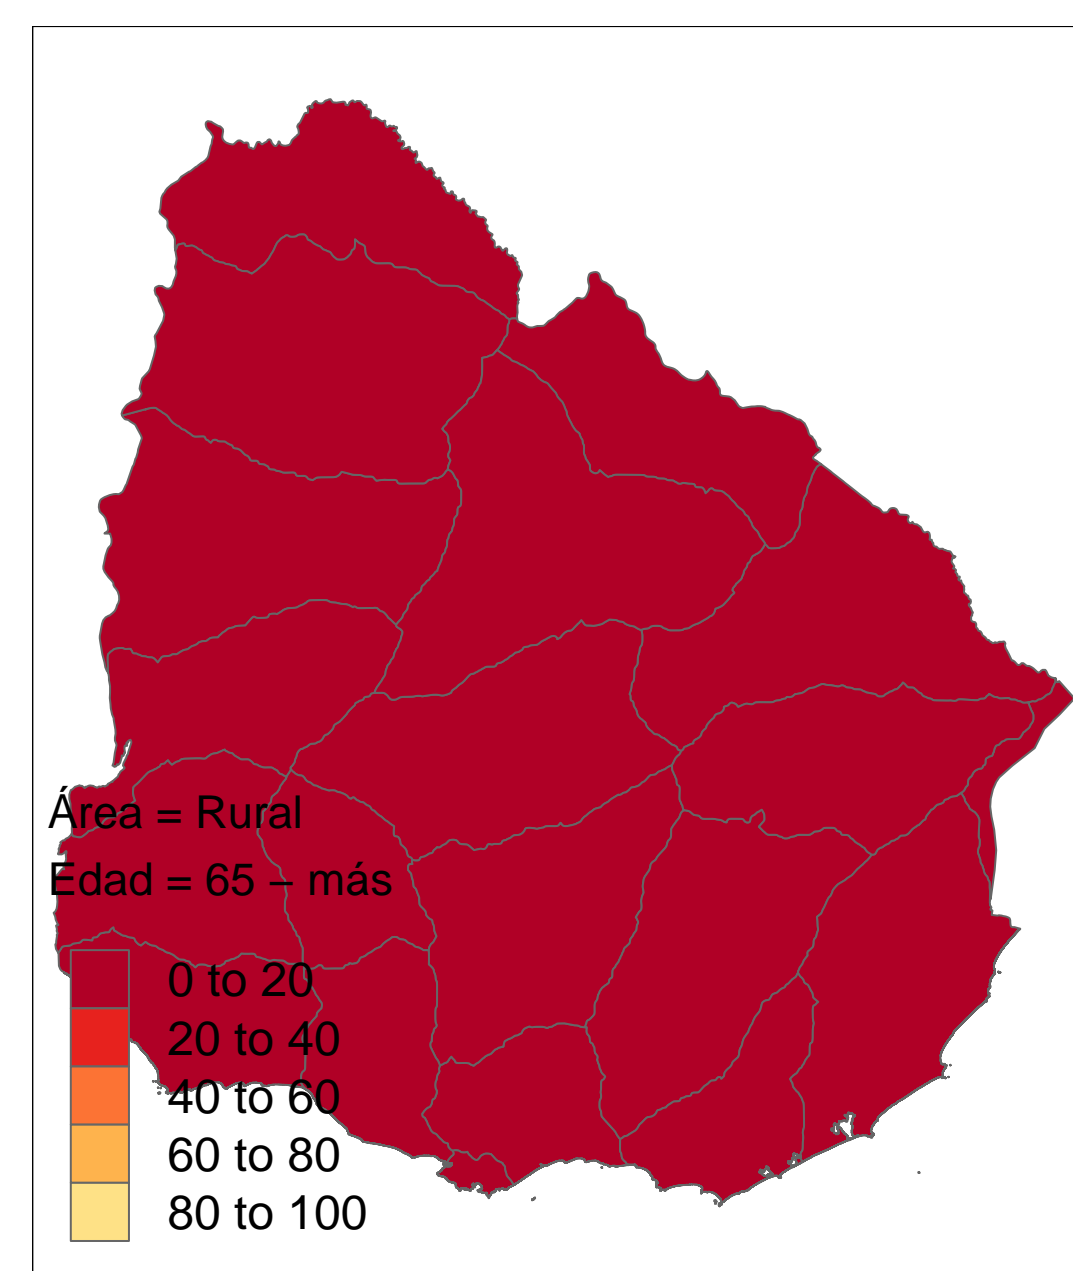 Área = Rural
Edad = 65 – más
0 to 20
20 to 40
40 to 60
60 to 80
80 to 100